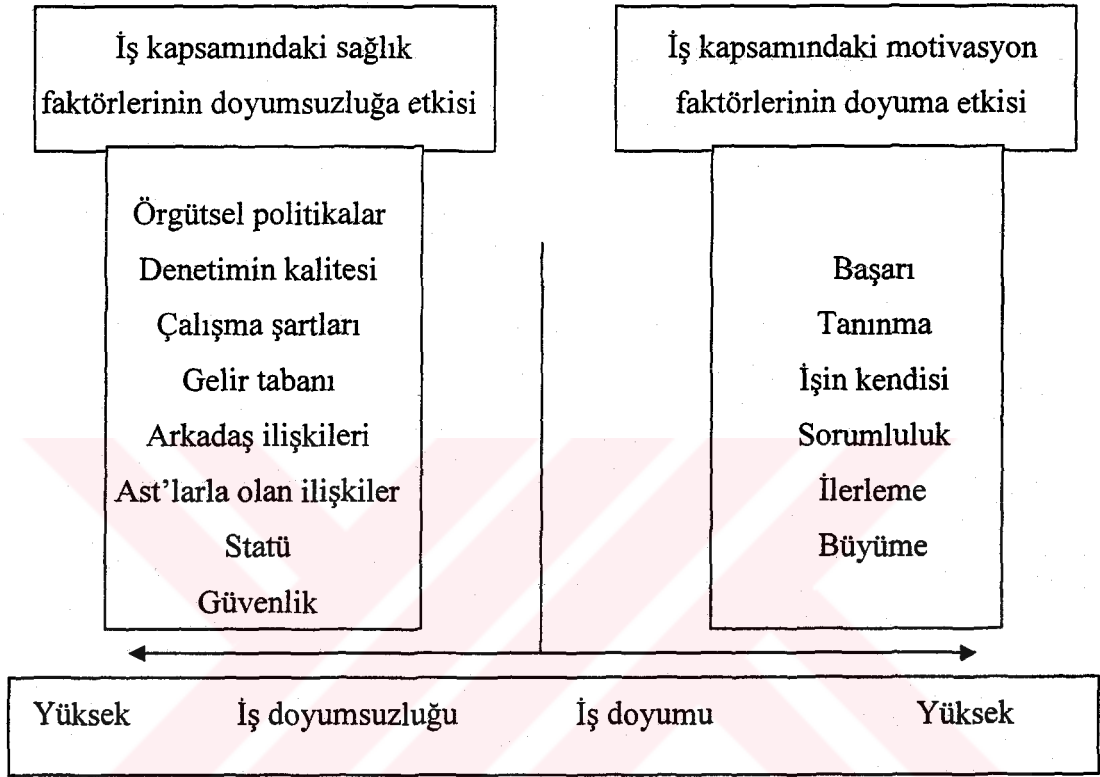 İş kapsamındaki sağlık
faktörlerinin doyumsuzluğa etkisi
Örgütsel politikalar
Denetimin kalitesi
Çalışma şartları
Gelir tabanı
Arkadaş ilişkileri
Ast'larla olan ilişkiler
Statü
Güvenlik
İş kapsamındaki motivasyon
faktörlerinin doyuma etkisi
Başarı
Tanınma
İşin kendisi
Sorumluluk
İlerleme
Büyüme
Yüksek İş doyumsuzluğu İş doyumu Yüksek